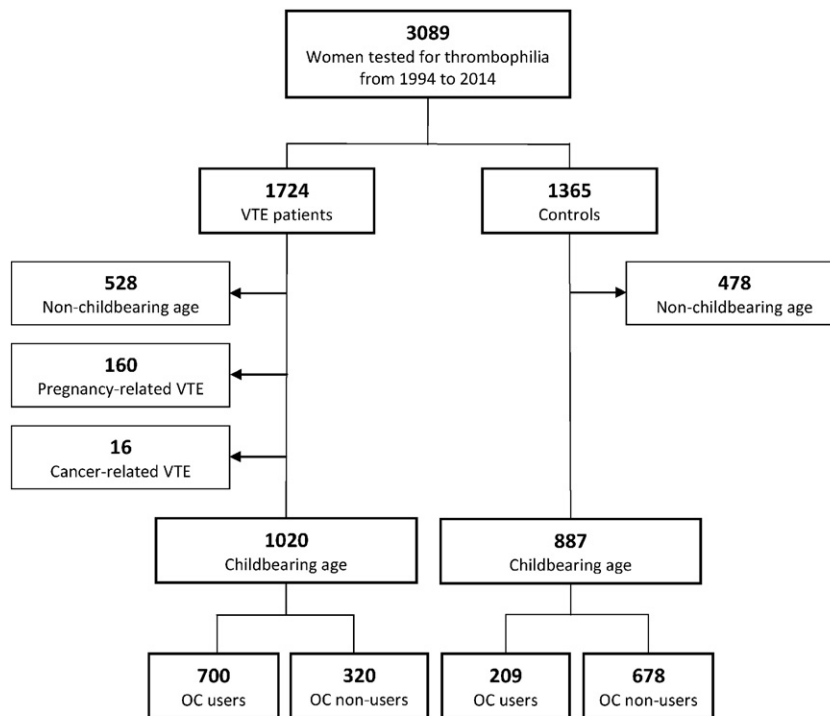 3089
Women tested for thrombophilia
from 1994 to 2014
1724
VTE patients
1365
Controls
528
Non-childbearing age
478
Non-childbearing age
160
Pregnancy-related VTE
16
Cancer-related VTE
1020
Childbearing age
887
Childbearing age
700
OC users
320
OC non-users
209
OC users
678
OC non-users